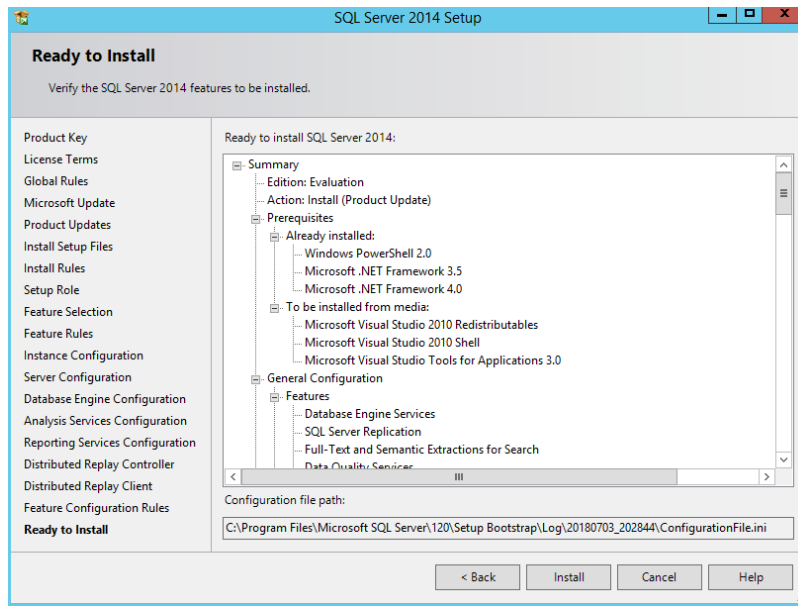 SQL Server 2014 Setup
Ready to Install
Verify the SQL Server 2014 features to be installed.
Product Key
License Terms
Global Rules
Microsoft Update
Product Updates
Install Setup Files
Install Rules
Setup Role
Feature Selection
Feature Rules
Instance Configuration
Server Configuration
Database Engine Configuration
Analysis Services Configuration
Reporting Services Configuration
Distributed Replay Controller
Distributed Replay Client
Feature Configuration Rules
Ready to Install
Ready to install SQL Server 2014:
Summary
Edition: Evaluation
Action: Install (Product Update)
Prerequisites
Already installed:
Windows PowerShell 2.0
Microsoft .NET Framework 3.5
Microsoft .NET Framework 4.0
To be installed from media:
Microsoft Visual Studio 2010 Redistributables
Microsoft Visual Studio 2010 Shell
Microsoft Visual Studio Tools for Applications 3.0
General Configuration
Features
Database Engine Services
SQL Server Replication
Full-Text and Semantic Extractions for Search
Data Quality Services
Configuration file path:
C:\Program Files\Microsoft SQL Server\120\Setup Bootstrap\Log\20180703_202844\ConfigurationFile.ini
< Back
Install
Cancel
Help